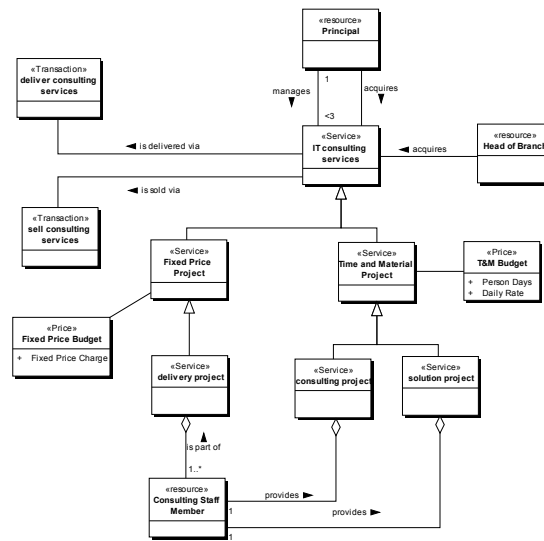 «resource»
Principal
1
manages
acquires
<3
«Transaction»
deliver consulting
services
is delivered via
«Service»
IT consulting
services
acquires
«resource»
Head of Branch
is sold via
«Transaction»
sell consulting
services
«Service»
Fixed Price
Project
«Service»
Time and Material
Project
«Price»
T&M Budget
+ Person Days
+ Daily Rate
«Price»
Fixed Price Budget
+ Fixed Price Charge
«Service»
delivery project
«Service»
consulting project
«Service»
solution project
is part of
1..*
«resource»
Consulting Staff
Member
provides
1
provides
1